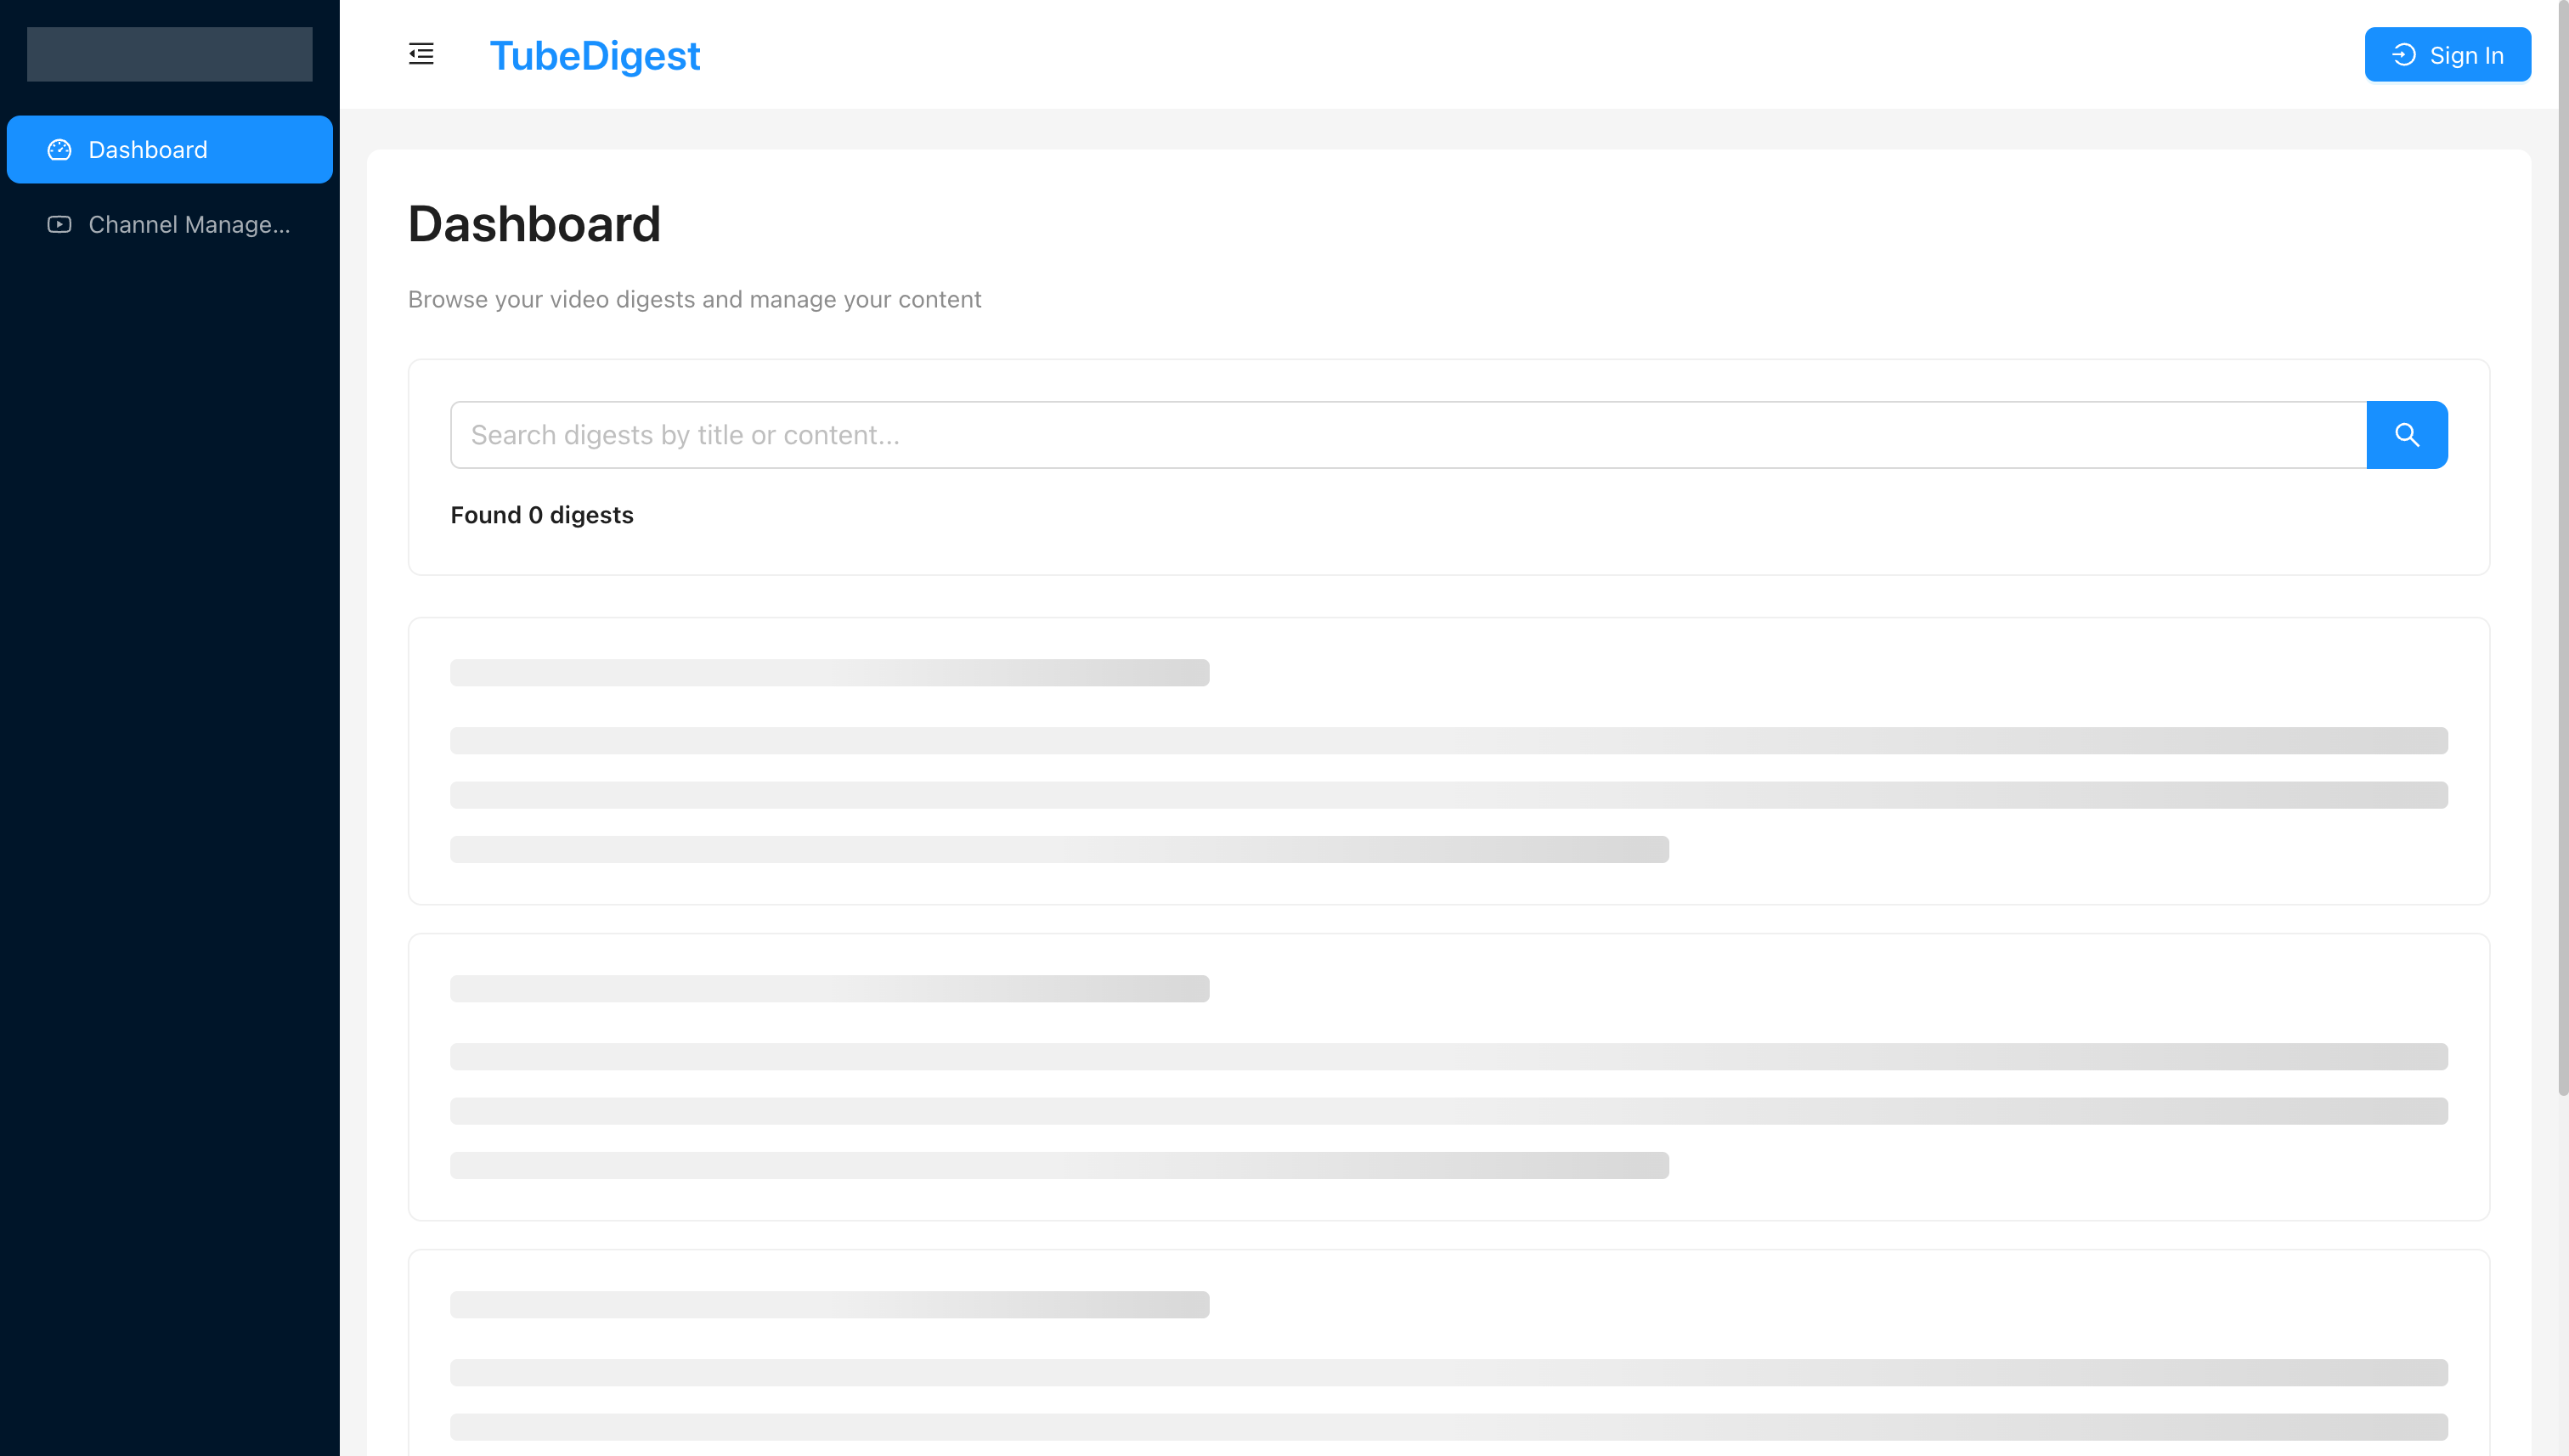 TubeDigest
Sign In
Dashboard
Channel Manage...
Dashboard
Browse your video digests and manage your content
Search digests by title or content...
Found 0 digests